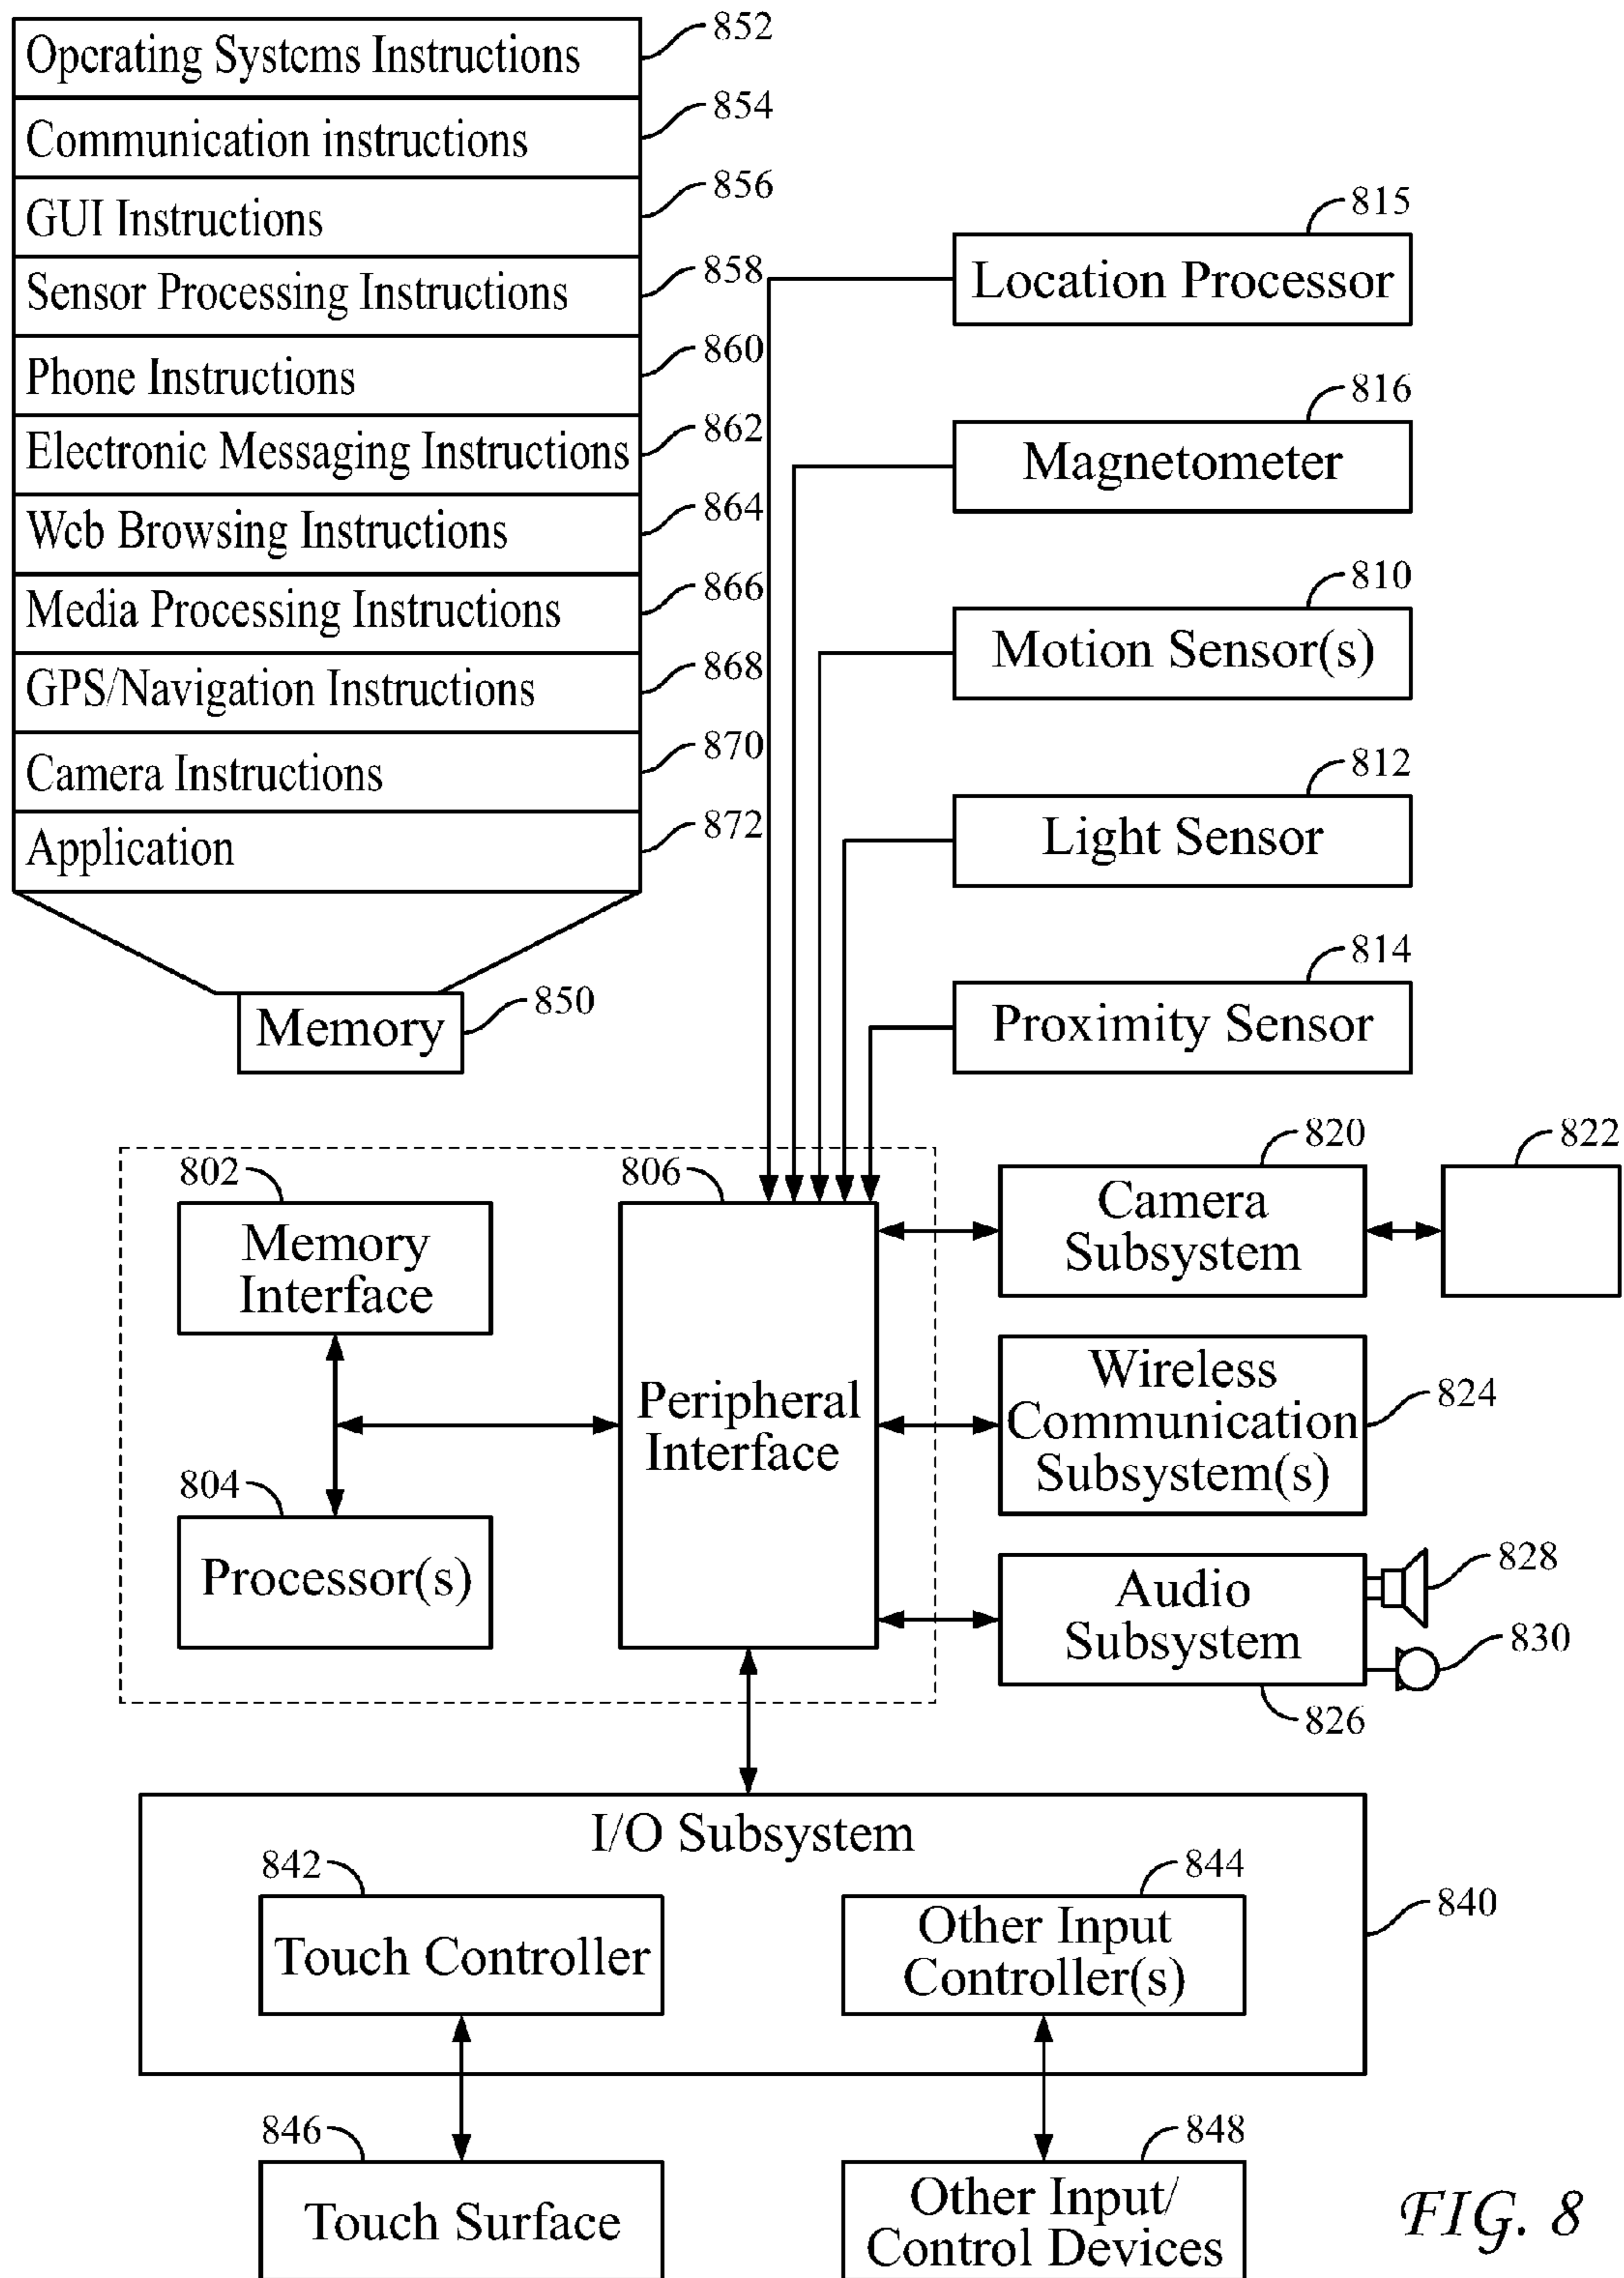 Operating Systems Instructions
852
Communication instructions
854
GUI Instructions
856
Sensor Processing Instructions
858
Phone Instructions
860
Electronic Messaging Instructions
862
Web Browsing Instructions
864
Media Processing Instructions
866
GPS/Navigation Instructions
868
Camera Instructions
870
Application
872
Memory
850
815
Location Processor
816
Magnetometer
810
Motion Sensor(s)
812
Light Sensor
814
Proximity Sensor
802
Memory
Interface
804
Processor(s)
806
Peripheral
Interface
820
Camera
Subsystem
822
Wireless
Communication
Subsystem(s)
824
Audio
Subsystem
826
828
830
I/O Subsystem
840
842
Touch Controller
844
Other Input
Controller(s)
846
Touch Surface
848
Other Input/
Control Devices
FIG. 8